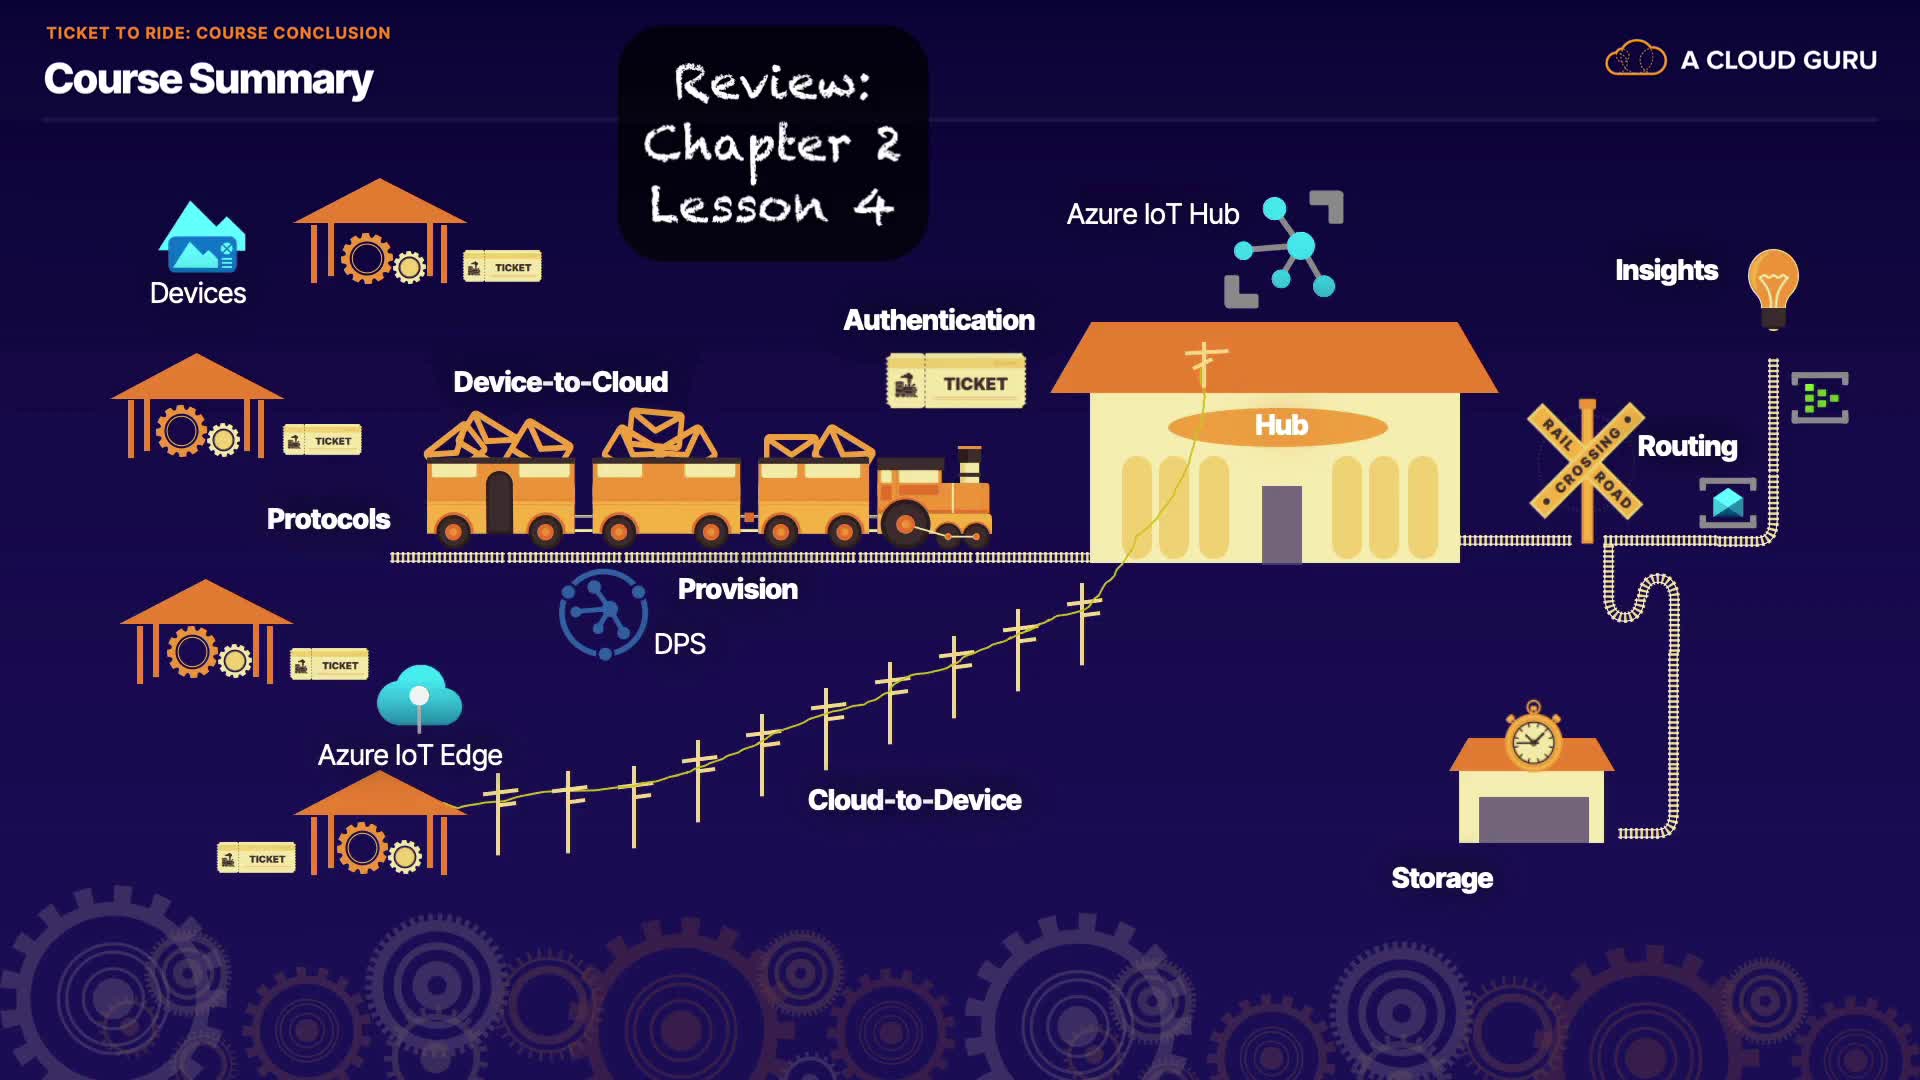 TICKET TO RIDE: COURSE CONCLUSION
Course Summary
Review:
Chapter 2
Lesson 4
A CLOUD GURU
Devices
TICKET
Azure IoT Hub
Insights
Authentication
TICKET
Device-to-Cloud
TICKET
Hub
RAIL
CROSSING
ROAD
Routing
Protocols
Provision
DPS
TICKET
Azure IoT Edge
Cloud-to-Device
TICKET
Storage